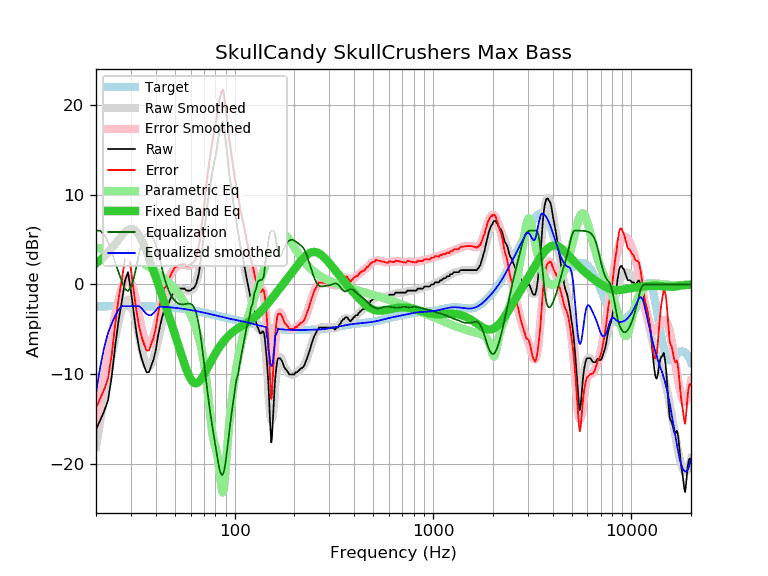 SkullCandy SkullCrushers Max Bass
20
10
0
−10
−20
Amplitude (dBr)
Target
Raw Smoothed
Error Smoothed
Raw
Error
Parametric Eq
Fixed Band Eq
Equalization
Equalized smoothed
100
1000
10000
Frequency (Hz)